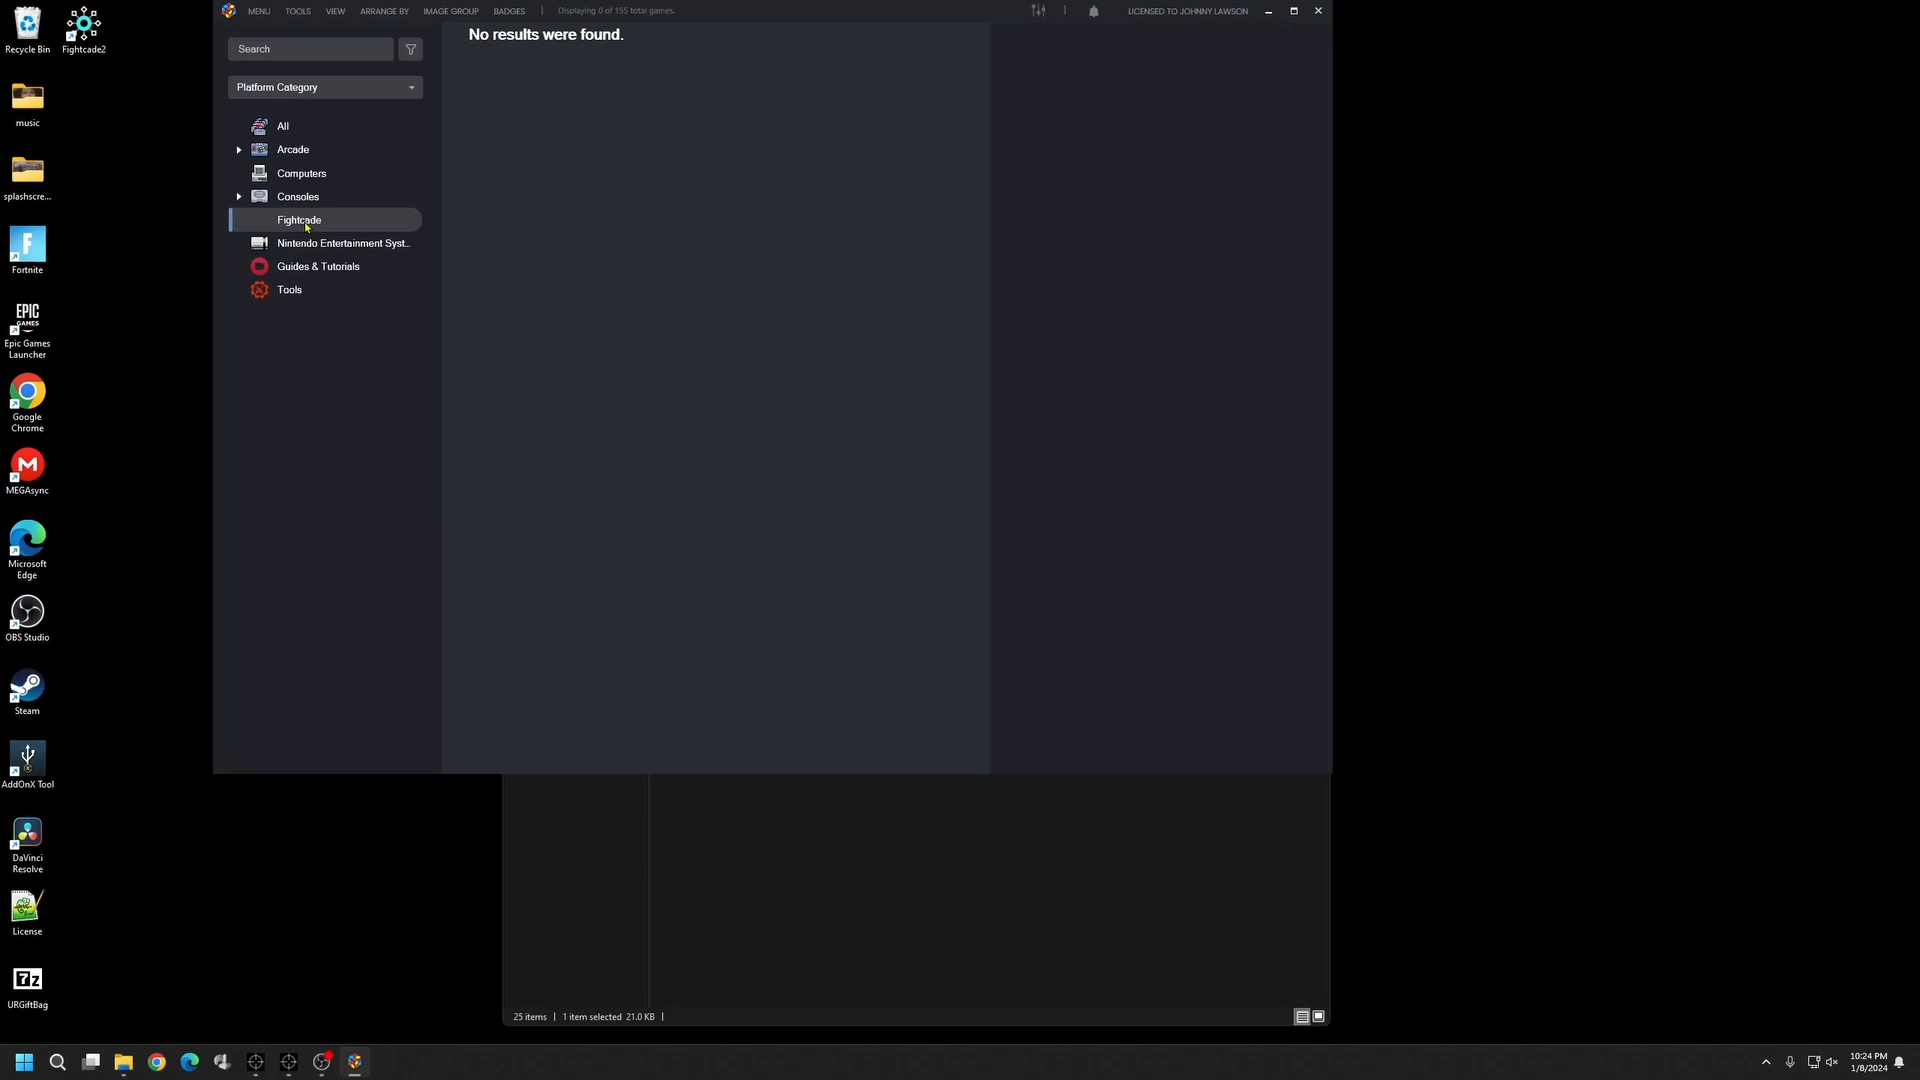 MENU TOOLS VIEW ARRANGE BY IMAGE GROUP BADGES | Displaying 0 of 155 total games. | LICENSED TO JOHNNY LAWSON
Search
Platform Category
All
Arcade
Computers
Consoles
Fightcade
Nintendo Entertainment Syst...
Guides & Tutorials
Tools
No results were found.
Recycle Bin
Fightcade2
music
splashscre...
Fortnite
EPIC
GAMES
Epic Games
Launcher
Google
Chrome
MEGAsync
Microsoft
Edge
OBS Studio
Steam
AddOnX Tool
DaVinci
Resolve
License
7z
URGiftBag
25 items | 1 item selected 21.0 KB |
10:24 PM
1/8/2024